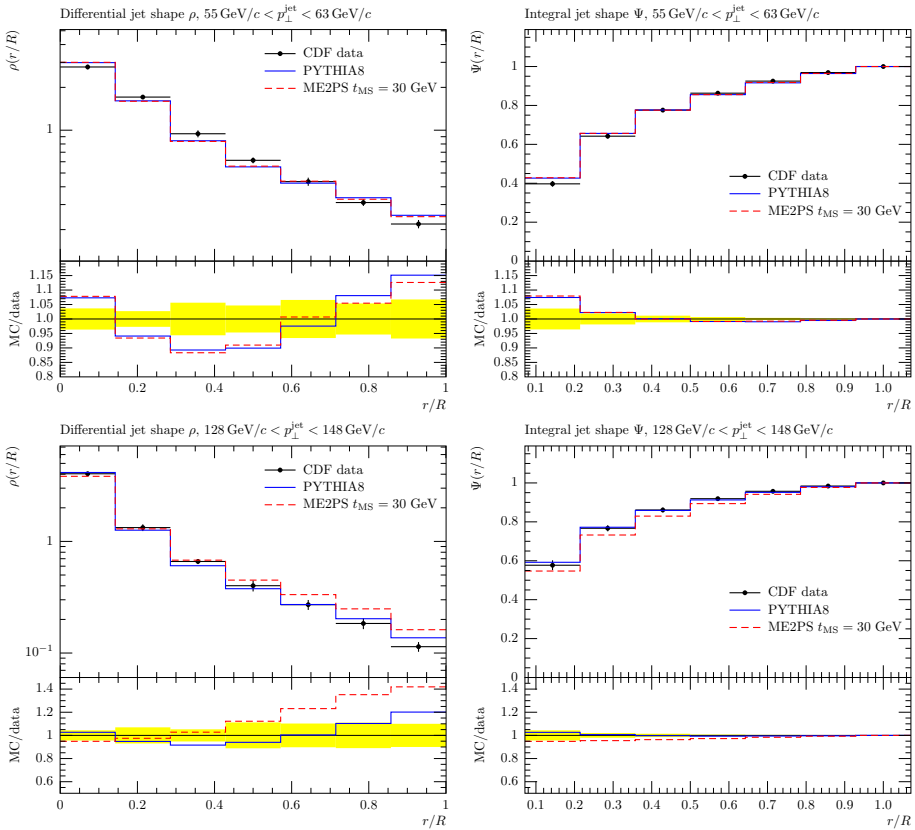 Differential jet shape ρ, 55 GeV/c < p⊥^jet < 63 GeV/c
ρ(r/R)
1
CDF data
PYTHIA8
ME2PS t_MS = 30 GeV
MC/data
1.15
1.1
1.05
1.0
0.95
0.9
0.85
0.8
0 0.2 0.4 0.6 0.8 1
r/R
Integral jet shape Ψ, 55 GeV/c < p⊥^jet < 63 GeV/c
Ψ(r/R)
1
0.8
0.6
0.4
0.2
0
CDF data
PYTHIA8
ME2PS t_MS = 30 GeV
MC/data
1.15
1.1
1.05
1.0
0.95
0.9
0.85
0.8
0.1 0.2 0.3 0.4 0.5 0.6 0.7 0.8 0.9 1.0
r/R
Differential jet shape ρ, 128 GeV/c < p⊥^jet < 148 GeV/c
ρ(r/R)
1
10⁻¹
CDF data
PYTHIA8
ME2PS t_MS = 30 GeV
MC/data
1.4
1.2
1
0.8
0.6
0 0.2 0.4 0.6 0.8 1
r/R
Integral jet shape Ψ, 128 GeV/c < p⊥^jet < 148 GeV/c
Ψ(r/R)
1
0.8
0.6
0.4
0.2
0
CDF data
PYTHIA8
ME2PS t_MS = 30 GeV
MC/data
1.4
1.2
1
0.8
0.6
0.1 0.2 0.3 0.4 0.5 0.6 0.7 0.8 0.9 1.0
r/R